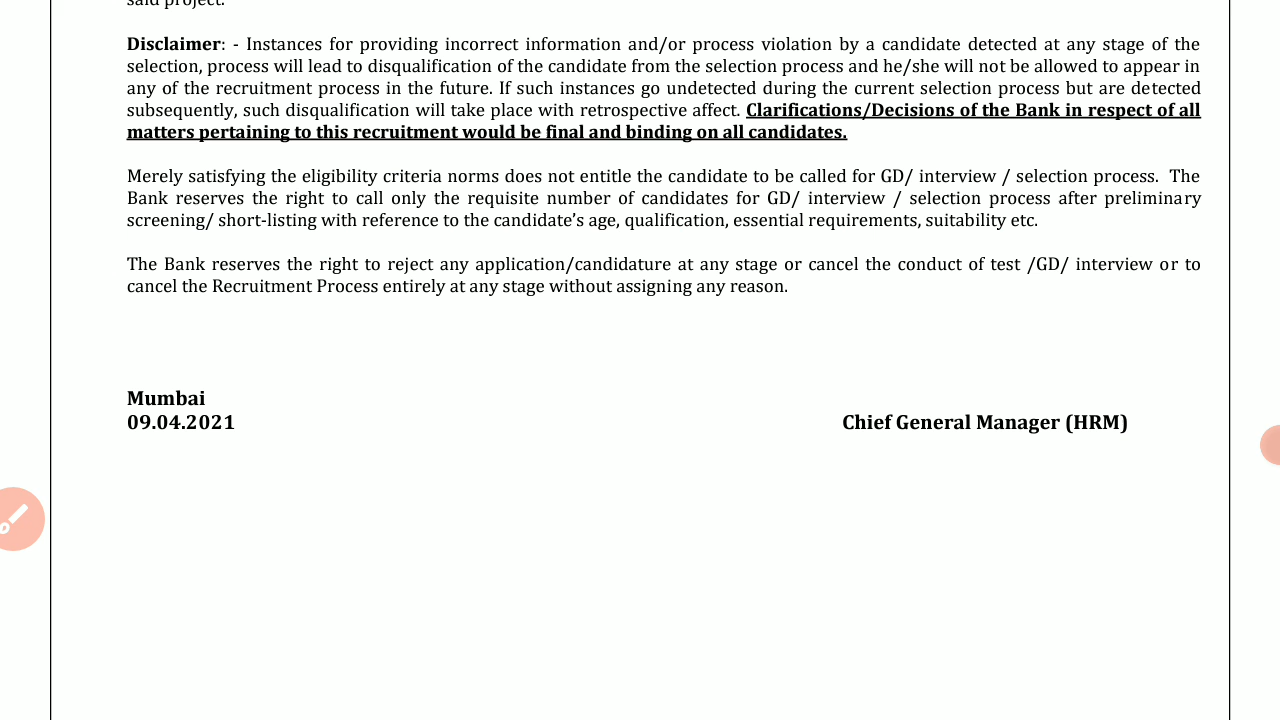 said project.
Disclaimer: - Instances for providing incorrect information and/or process violation by a candidate detected at any stage of the
selection, process will lead to disqualification of the candidate from the selection process and he/she will not be allowed to appear in
any of the recruitment process in the future. If such instances go undetected during the current selection process but are detected
subsequently, such disqualification will take place with retrospective affect. Clarifications/Decisions of the Bank in respect of all
matters pertaining to this recruitment would be final and binding on all candidates.
Merely satisfying the eligibility criteria norms does not entitle the candidate to be called for GD/ interview / selection process. The
Bank reserves the right to call only the requisite number of candidates for GD/ interview / selection process after preliminary
screening/ short-listing with reference to the candidate’s age, qualification, essential requirements, suitability etc.
The Bank reserves the right to reject any application/candidature at any stage or cancel the conduct of test /GD/ interview or to
cancel the Recruitment Process entirely at any stage without assigning any reason.
Mumbai
09.04.2021 Chief General Manager (HRM)